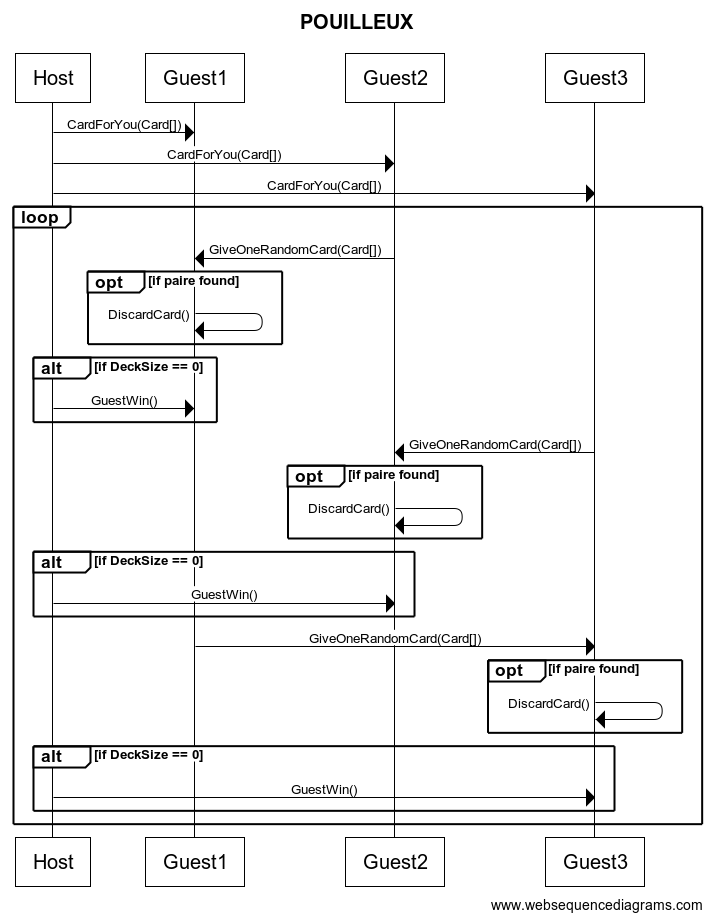 POUILLEUX
Host Guest1 Guest2 Guest3
CardForYou(Card[])
CardForYou(Card[])
CardForYou(Card[])
loop
GiveOneRandomCard(Card[])
opt [if paire found]
DiscardCard()
alt [if DeckSize == 0]
GuestWin()
GiveOneRandomCard(Card[])
opt [if paire found]
DiscardCard()
alt [if DeckSize == 0]
GuestWin()
GiveOneRandomCard(Card[])
opt [if paire found]
DiscardCard()
alt [if DeckSize == 0]
GuestWin()
Host Guest1 Guest2 Guest3
www.websequencediagrams.com